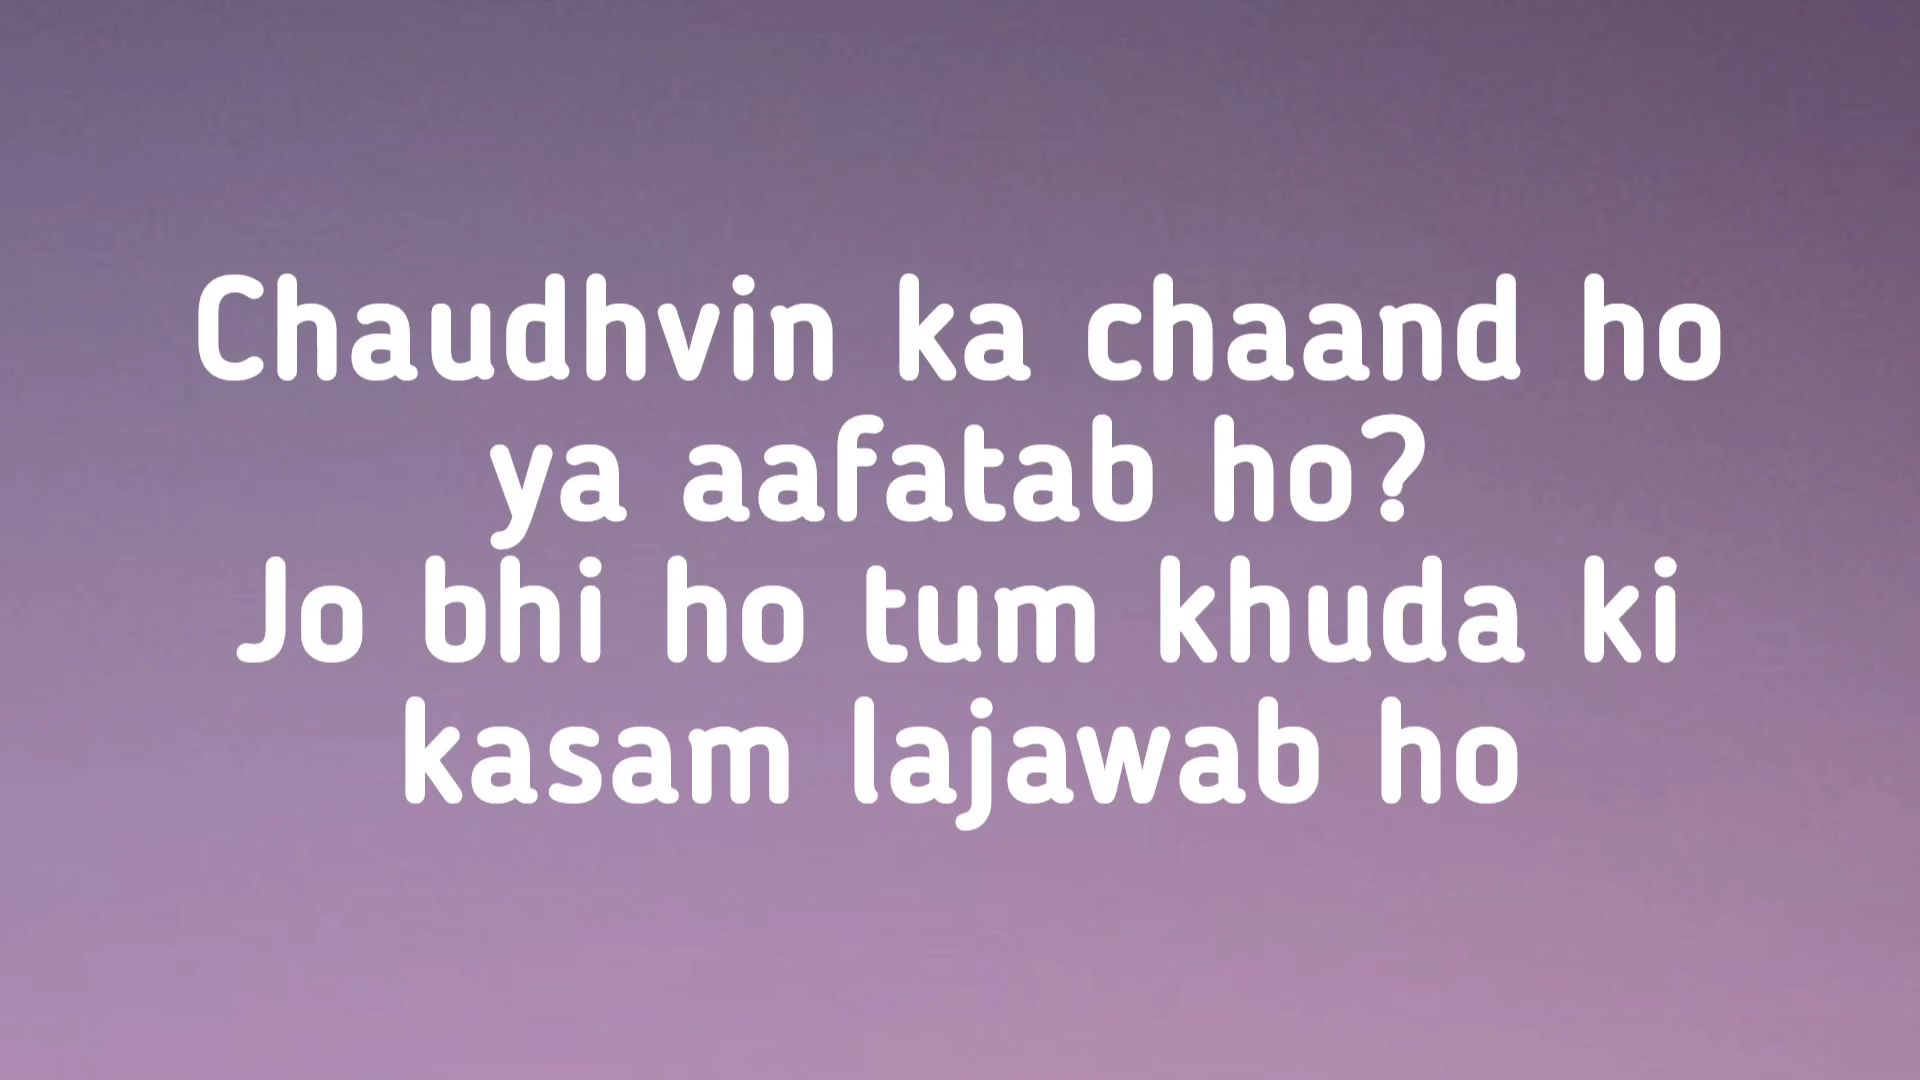 Chaudhvin ka chaand ho
ya aafatab ho?
Jo bhi ho tum khuda ki
kasam lajawab ho